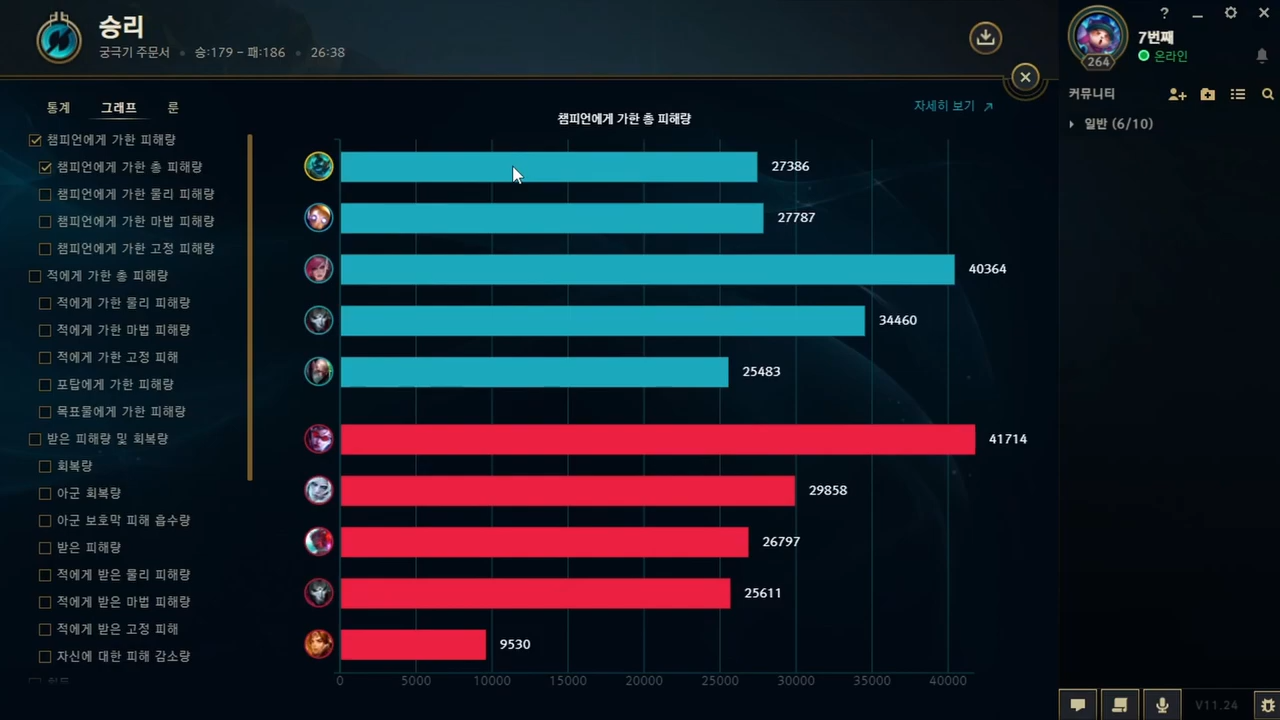 승리
궁극기 주문서 • 승:179 - 패:186 • 26:38
264
7번째
온라인
커뮤니티
일반 (6/10)
통계 그래프 룬
자세히 보기
챔피언에게 가한 피해량
챔피언에게 가한 총 피해량
챔피언에게 가한 물리 피해량
챔피언에게 가한 마법 피해량
챔피언에게 가한 고정 피해량
적에게 가한 총 피해량
적에게 가한 물리 피해량
적에게 가한 마법 피해량
적에게 가한 고정 피해
포탑에게 가한 피해량
목표물에게 가한 피해량
받은 피해량 및 회복량
회복량
아군 회복량
아군 보호막 피해 흡수량
받은 피해량
적에게 받은 물리 피해량
적에게 받은 마법 피해량
적에게 받은 고정 피해
자신에 대한 피해 감소량
챔피언에게 가한 총 피해량
27386
27787
40364
34460
25483
41714
29858
26797
25611
9530
0 5000 10000 15000 20000 25000 30000 35000 40000
V11.24